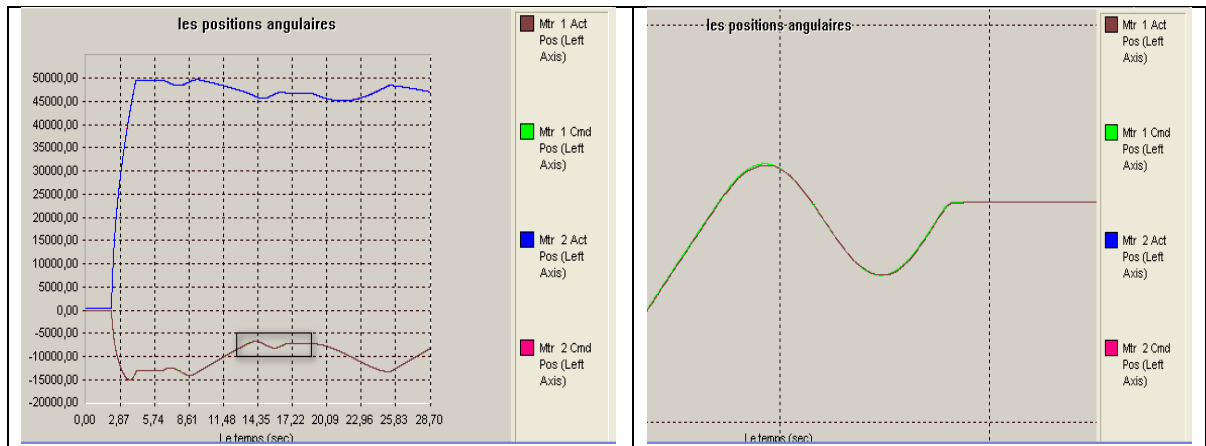 les positions angulaires
50000,00
45000,00
40000,00
35000,00
30000,00
25000,00
20000,00
15000,00
10000,00
5000,00
0,00
-5000,00
-10000,00
-15000,00
-20000,00
0,00 2,87 5,74 8,61 11,48 14,35 17,22 20,09 22,96 25,83 28,70
Le temps (sec)
Mtr 1 Act
Pos (Left
Axis)
Mtr 1 Cmd
Pos (Left
Axis)
Mtr 2 Act
Pos (Left
Axis)
Mtr 2 Cmd
Pos (Left
Axis)
les positions angulaires
Le temps (sec)
Mtr 1 Act
Pos (Left
Axis)
Mtr 1 Cmd
Pos (Left
Axis)
Mtr 2 Act
Pos (Left
Axis)
Mtr 2 Cmd
Pos (Left
Axis)